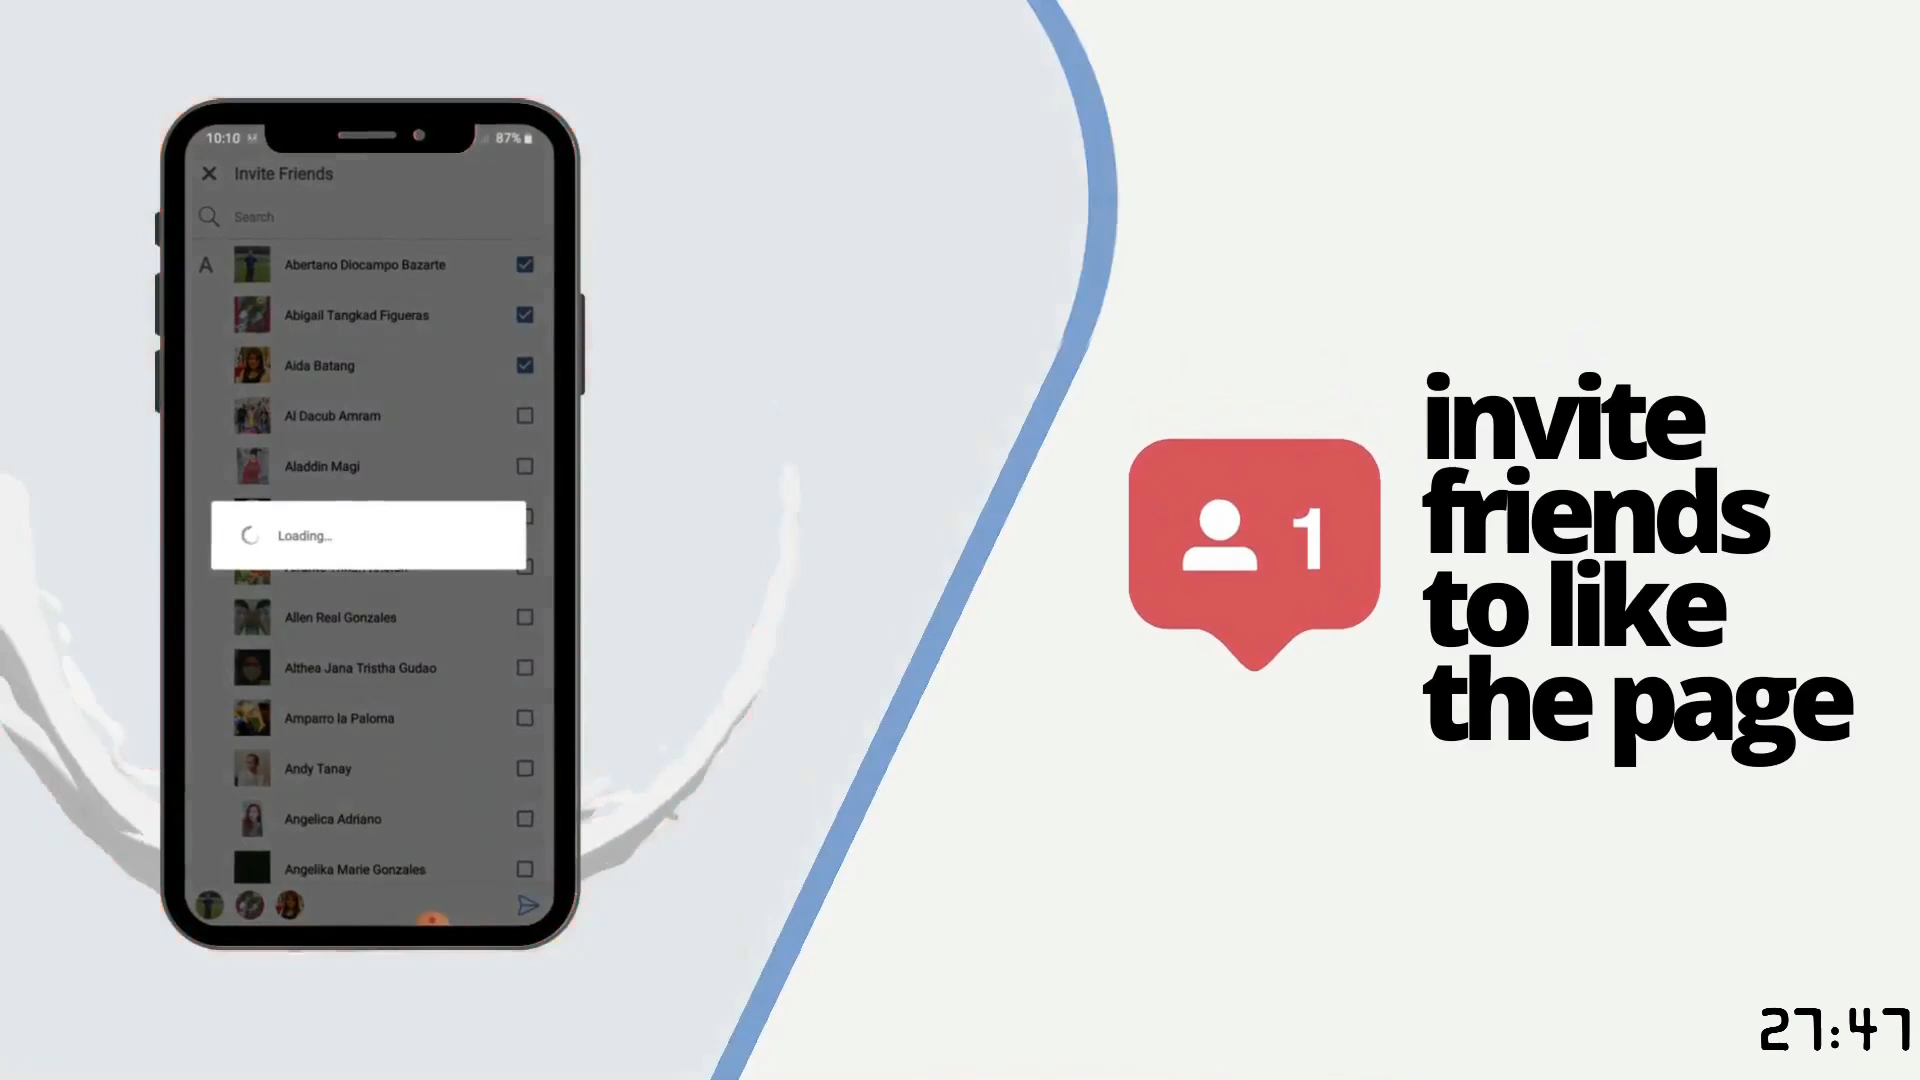 10:10
87%
Invite Friends
Search
A
Abertano Diocampo Bazarte
Abigail Tangkad Figueras
Aida Batang
Al Dacub Amram
Aladdin Magi
Loading...
Allen Real Gonzales
Althea Jana Tristha Gudao
Amparro la Paloma
Andy Tanay
Angelica Adriano
Angelika Marie Gonzales
1
invite
friends
to like
the page
27:47